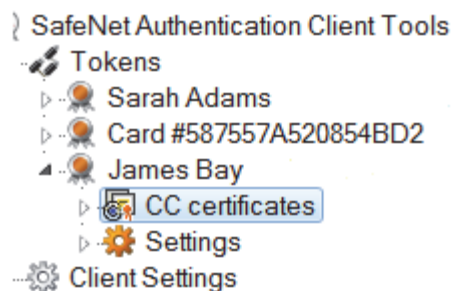 SafeNet Authentication Client Tools
Tokens
Sarah Adams
Card #587557A520854BD2
James Bay
CC certificates
Settings
Client Settings